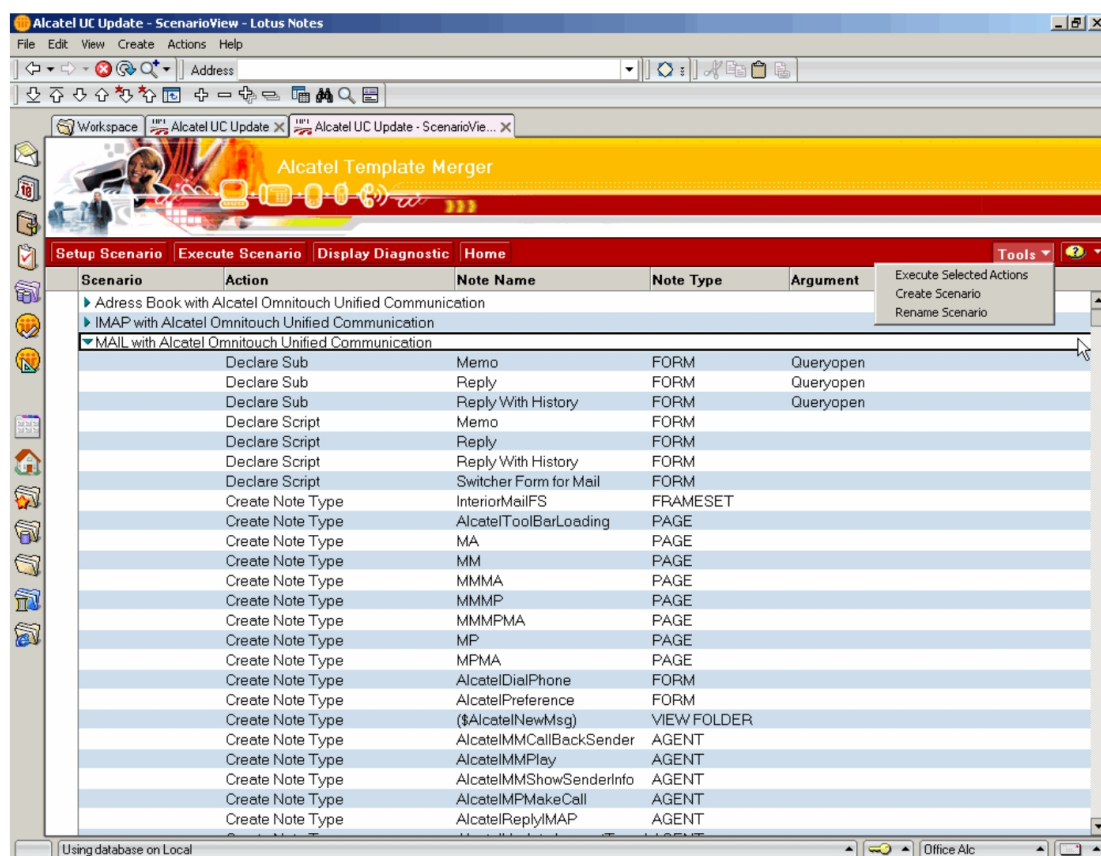 Alcatel UC Update - ScenarioView - Lotus Notes
File Edit View Create Actions Help
Address
Workspace Alcatel UC Update Alcatel UC Update - ScenarioVie...
Alcatel Template Merger
Setup Scenario Execute Scenario Display Diagnostic Home Tools
Scenario Action Note Name Note Type Argument
Execute Selected Actions
Create Scenario
Rename Scenario
Adress Book with Alcatel Omnitouch Unified Communication
IMAP with Alcatel Omnitouch Unified Communication
MAIL with Alcatel Omnitouch Unified Communication
Declare Sub Memo FORM Queryopen
Declare Sub Reply FORM Queryopen
Declare Sub Reply With History FORM Queryopen
Declare Script Memo FORM
Declare Script Reply FORM
Declare Script Reply With History FORM
Declare Script Switcher Form for Mail FORM
Create Note Type InteriorMailFS FRAMESET
Create Note Type AlcatelToolBarLoading PAGE
Create Note Type MA PAGE
Create Note Type MM PAGE
Create Note Type MMMA PAGE
Create Note Type MMMP PAGE
Create Note Type MMMPMA PAGE
Create Note Type MP PAGE
Create Note Type MPMA PAGE
Create Note Type AlcatelDialPhone FORM
Create Note Type AlcatelPreference FORM
Create Note Type ($AlcatelNewMsg) VIEW FOLDER
Create Note Type AlcatelMMCallBackSender AGENT
Create Note Type AlcatelMMPlay AGENT
Create Note Type AlcatelMMShowSenderInfo AGENT
Create Note Type AlcatelMPMakeCall AGENT
Create Note Type AlcatelReplyIMAP AGENT
Using database on Local Office Alc